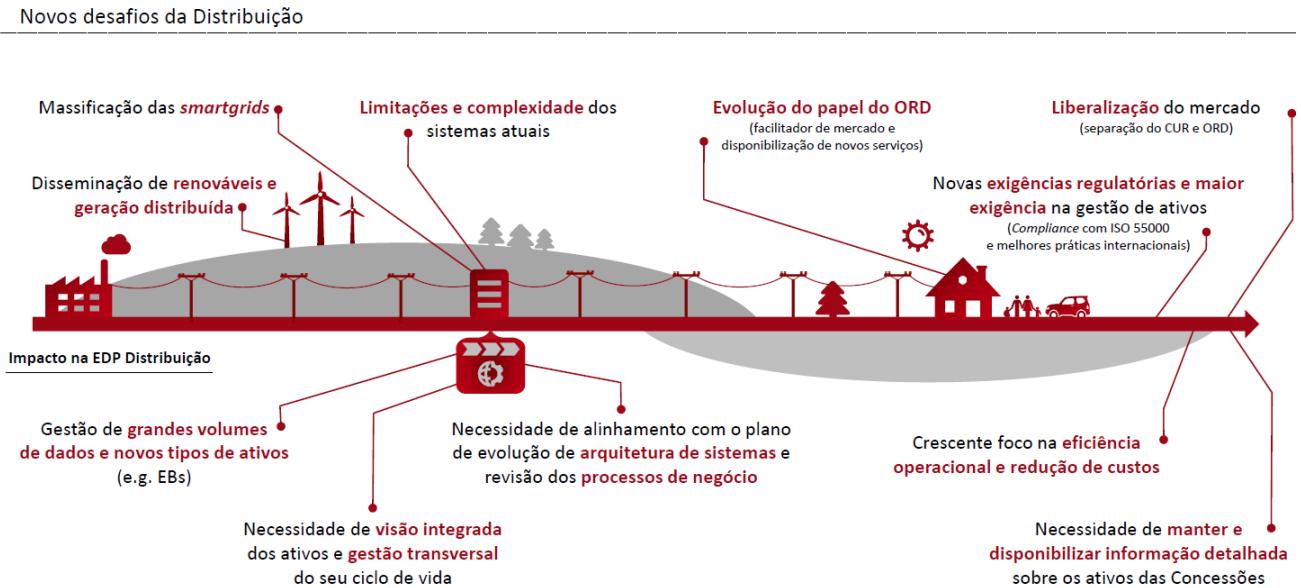 Novos desafios da Distribuição
Massificação das smartgrids
Limitações e complexidade dos
sistemas atuais
Evolução do papel do ORD
(facilitador de mercado e
disponibilização de novos serviços)
Liberalização do mercado
(separação do CUR e ORD)
Disseminação de renováveis e
geração distribuída
Novas exigências regulatórias e maior
exigência na gestão de ativos
(Compliance com ISO 55000
e melhores práticas internacionais)
Impacto na EDP Distribuição
Gestão de grandes volumes
de dados e novos tipos de ativos
(e.g. EBs)
Necessidade de alinhamento com o plano
de evolução de arquitetura de sistemas e
revisão dos processos de negócio
Crescente foco na eficiência
operacional e redução de custos
Necessidade de visão integrada
dos ativos e gestão transversal
do seu ciclo de vida
Necessidade de manter e
disponibilizar informação detalhada
sobre os ativos das Concessões